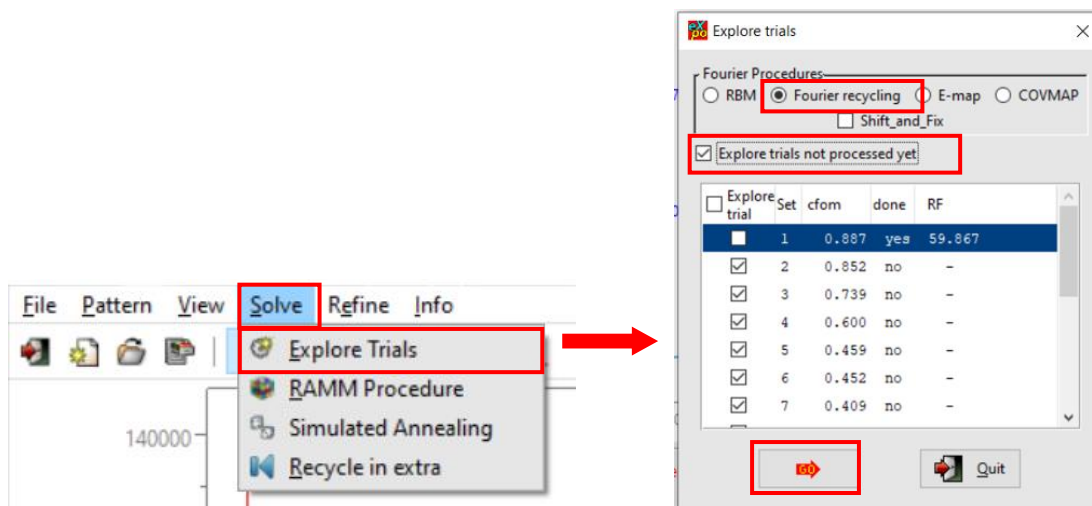 File Pattern View Solve Refine Info
Explore Trials
RAMM Procedure
Simulated Annealing
Recycle in extra
140000
Explore trials
Fourier Procedures
RBM Fourier recycling E-map COVMAP
Shift_and_Fix
Explore trials not processed yet
Explore trial Set cfom done RF
1 0.887 yes 59.867
2 0.852 no -
3 0.739 no -
4 0.600 no -
5 0.459 no -
6 0.452 no -
7 0.409 no -
GO Quit